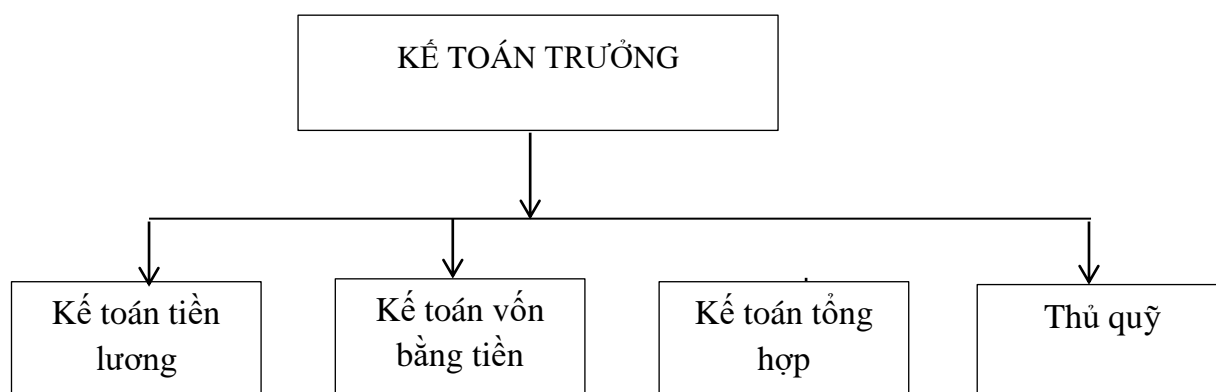 KẾ TOÁN TRƯỞNG
Kế toán tiền
lương
Kế toán vốn
bằng tiền
Kế toán tổng
hợp
Thủ quỹ